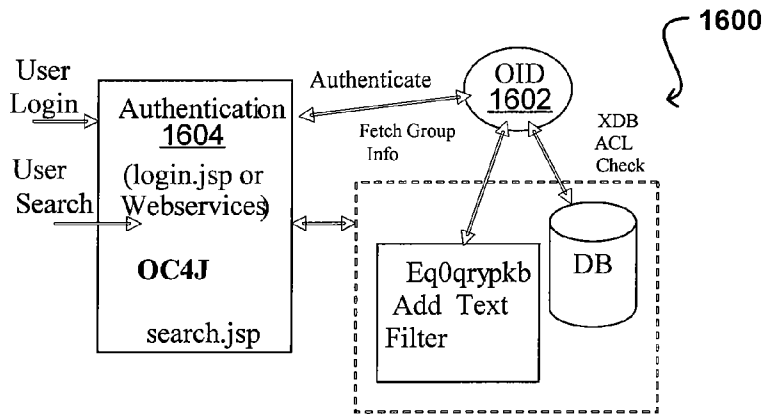 1600
User
Login
Authentication
1604
(login.jsp or
Webservices)
OC4J
search.jsp
User
Search
Authenticate
OID
1602
Fetch Group
Info
XDB
ACL
Check
Eq0qrypkb
Add Text
Filter
DB